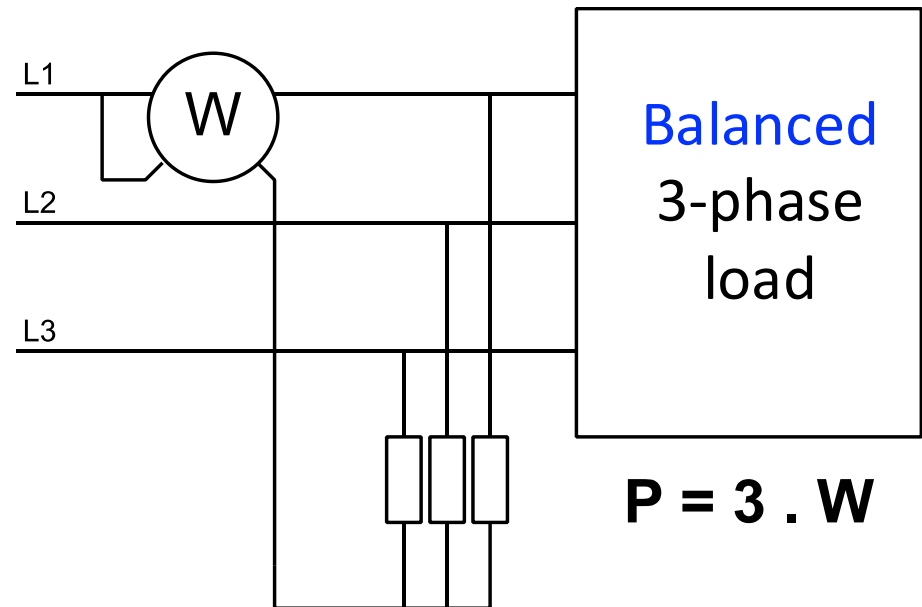 L1
W
L2
L3
Balanced
3-phase
load
P = 3 . W